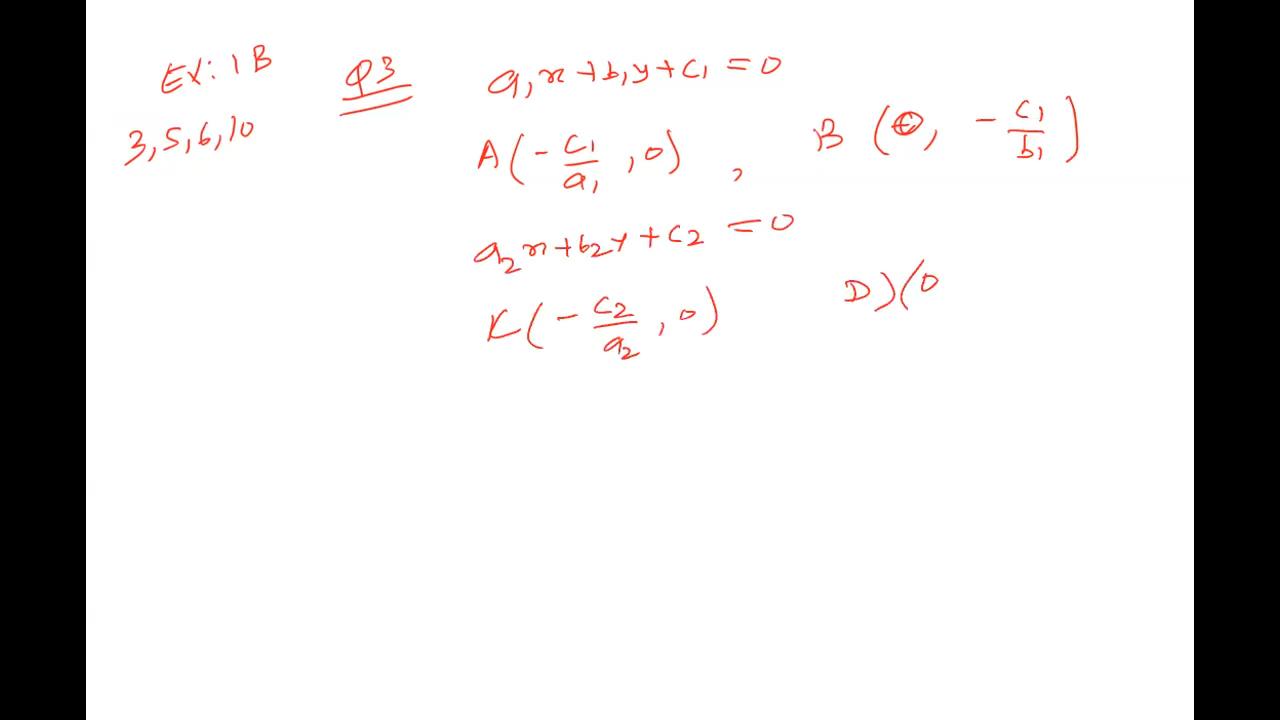 Ex: 1 B
3, 5, 6, 10
Q3
a₁x + b₁y + c₁ = 0
A(-c₁/a₁, 0), B(0, -c₁/b₁)
a₂x + b₂y + c₂ = 0
K(-c₂/a₂, 0) D)(0